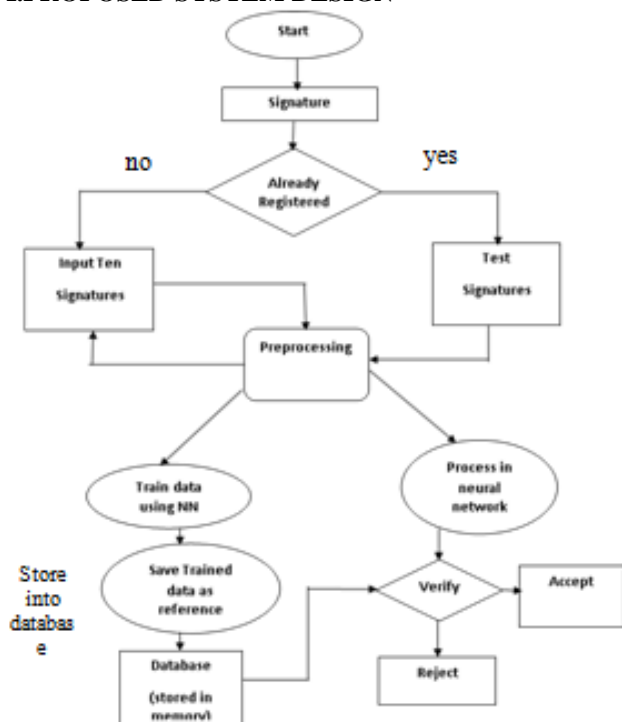 Start
Signature
no
yes
Already
Registered
Input Ten
Signatures
Test
Signatures
Preprocessing
Train data
using NN
Process in
neural
network
Store
into
databas
e
Save Trained
data as
reference
Verify
Accept
Database
(stored in
memory)
Reject